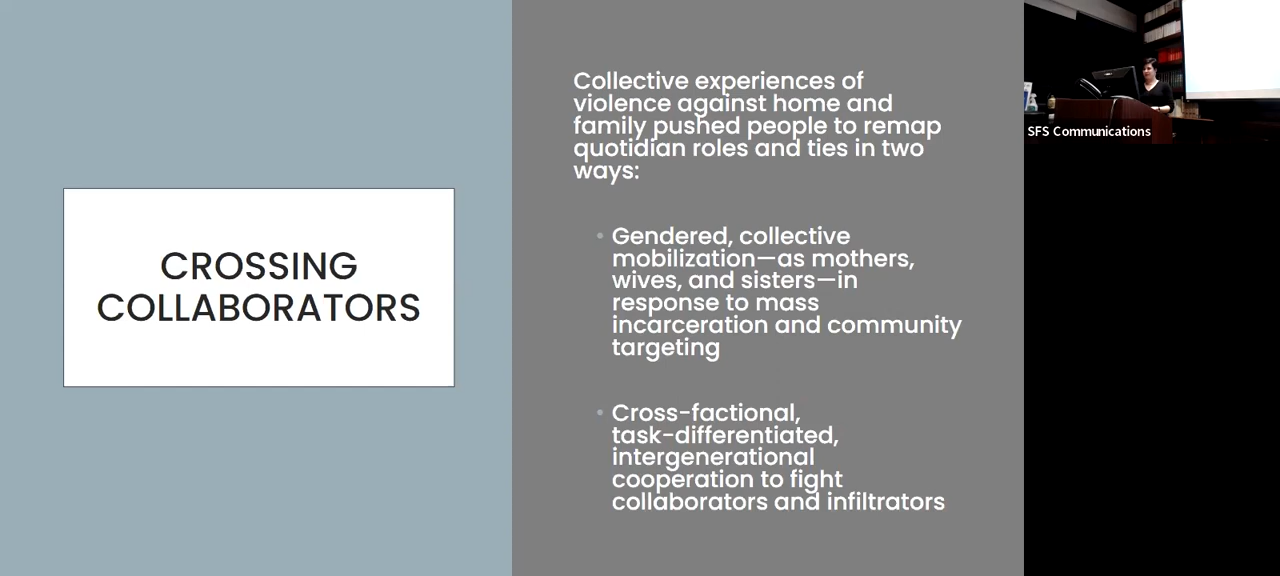 CROSSING
COLLABORATORS
Collective experiences of
violence against home and
family pushed people to remap
quotidian roles and ties in two
ways:
• Gendered, collective
mobilization—as mothers,
wives, and sisters—in
response to mass
incarceration and community
targeting
• Cross-factional,
task-differentiated,
intergenerational
cooperation to fight
collaborators and infiltrators
SFS Communications